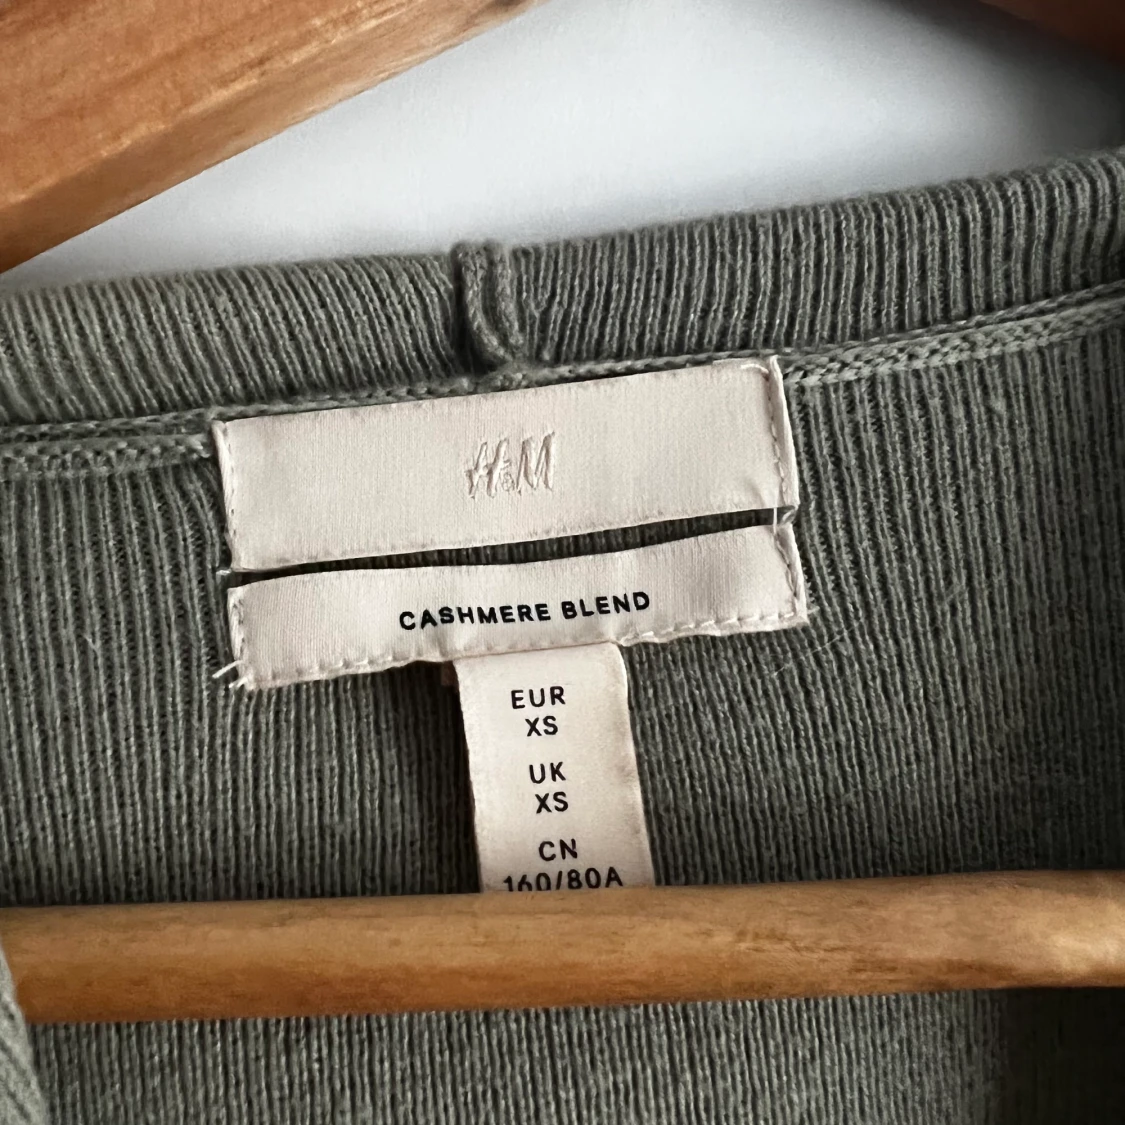 H&M
CASHMERE BLEND
EUR
XS
UK
XS
CN
160/80A